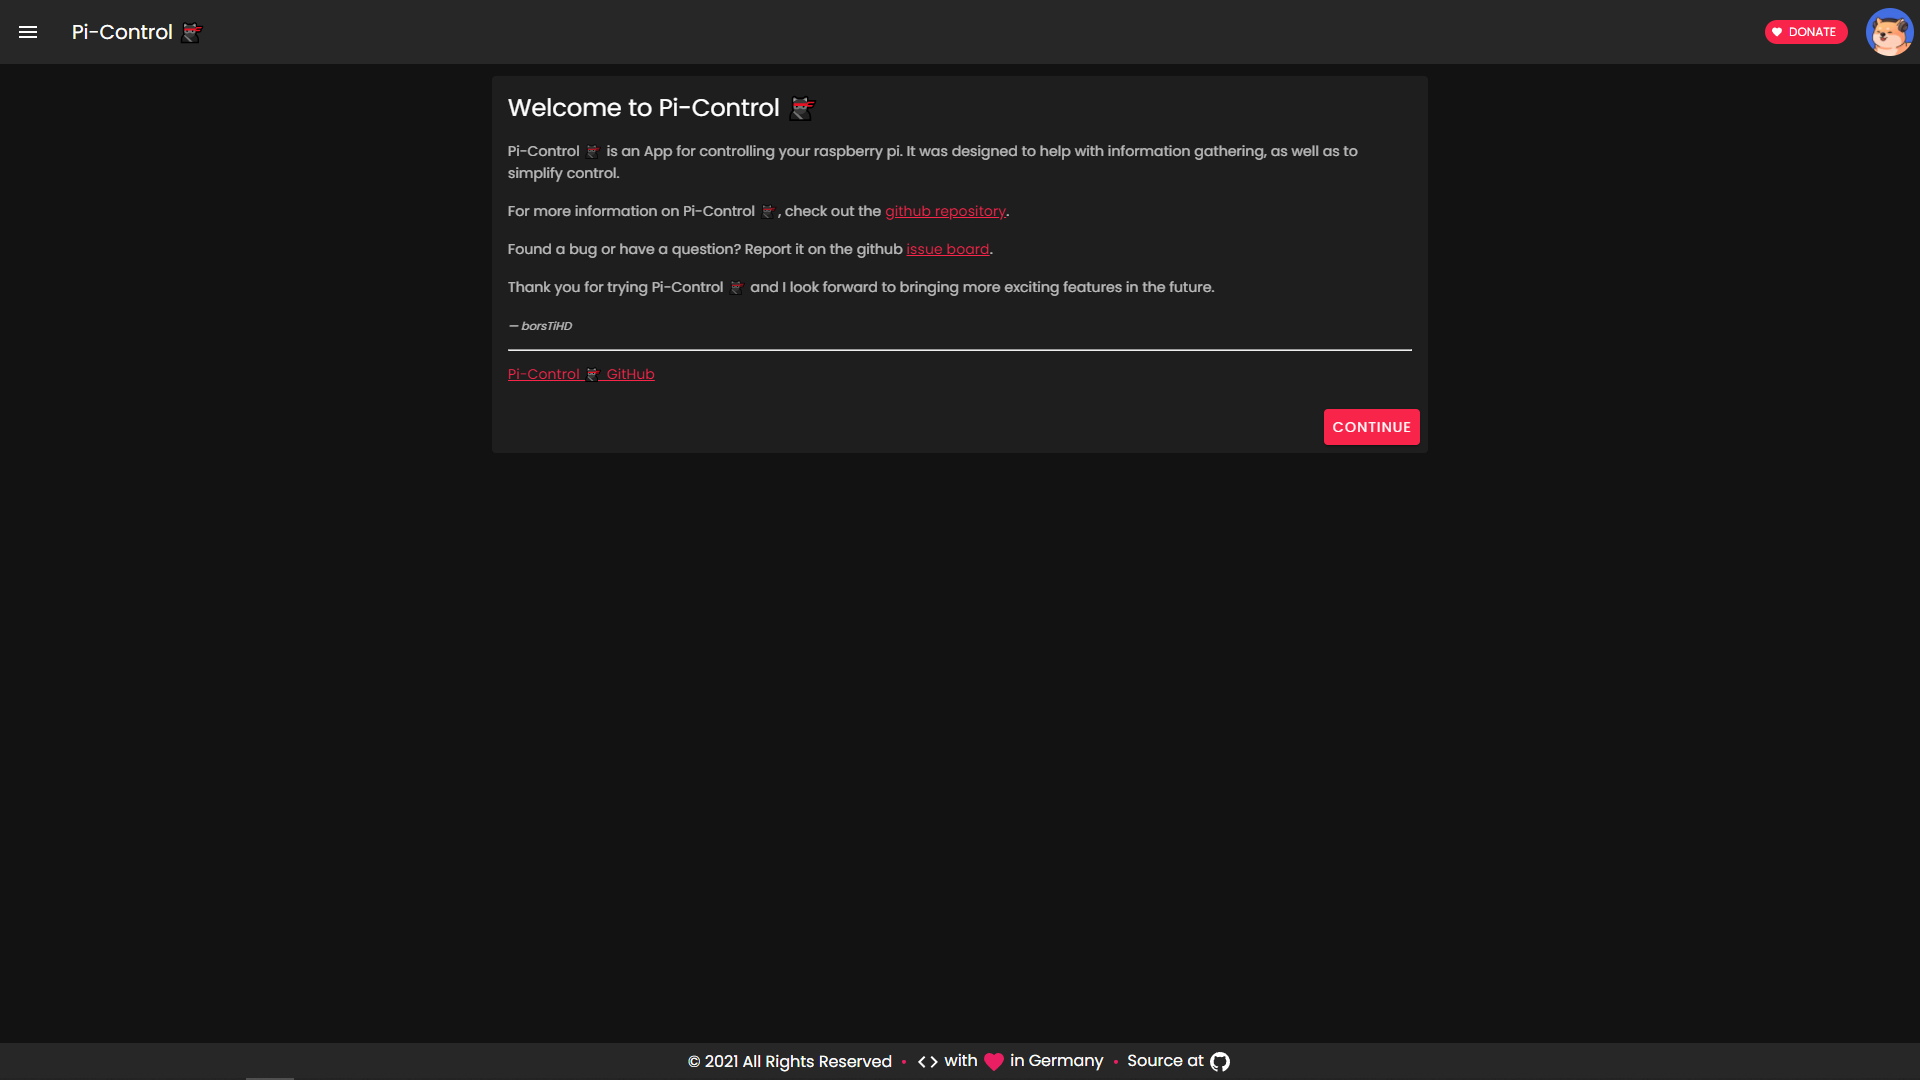 Pi-Control
DONATE
Welcome to Pi-Control
Pi-Control is an App for controlling your raspberry pi. It was designed to help with information gathering, as well as to
simplify control.
For more information on Pi-Control , check out the github repository.
Found a bug or have a question? Report it on the github issue board.
Thank you for trying Pi-Control and I look forward to bringing more exciting features in the future.
— borsTiHD
Pi-Control GitHub
CONTINUE
© 2021 All Rights Reserved • <> with in Germany • Source at